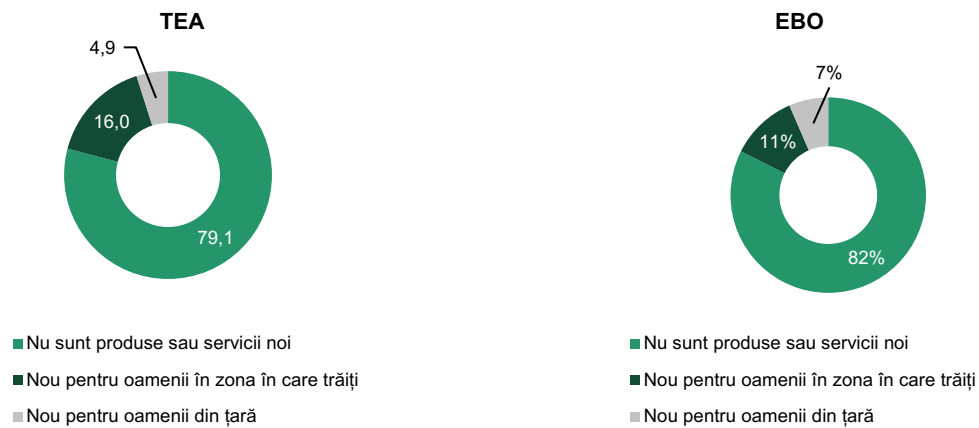 TEA
4,9
16,0
79,1
Nu sunt produse sau servicii noi
Nou pentru oamenii în zona în care trăiți
Nou pentru oamenii din țară
EBO
7%
11%
82%
Nu sunt produse sau servicii noi
Nou pentru oamenii în zona în care trăiți
Nou pentru oamenii din țară